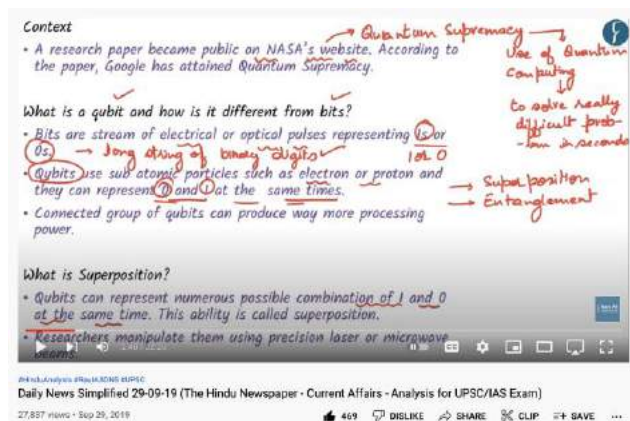 Context
• A research paper became public on NASA's website. According to
the paper, Google has attained Quantum Supremacy.
→ Quantum Supremacy →
Use of Quantum
Computing
↓
to solve really
difficult prob
-lem in seconds
What is a qubit and how is it different from bits?
• Bits are stream of electrical or optical pulses representing 1s or
0s. → long string of binary digits
1 or 0
• Qubits use sub atomic particles such as electron or proton and
they can represent 0 and 1 at the same times.
→ Superposition
→ Entanglement
• Connected group of qubits can produce way more processing
power.
What is Superposition?
• Qubits can represent numerous possible combination of 1 and 0
at the same time. This ability is called superposition.
• Researchers manipulate them using precision laser or microwave
beams.
#HinduAnalysis #RauIASDNS #UPSC
Daily News Simplified 29-09-19 (The Hindu Newspaper - Current Affairs - Analysis for UPSC/IAS Exam)
27,837 views • Sep 29, 2019
469 DISLIKE SHARE CLIP SAVE ...